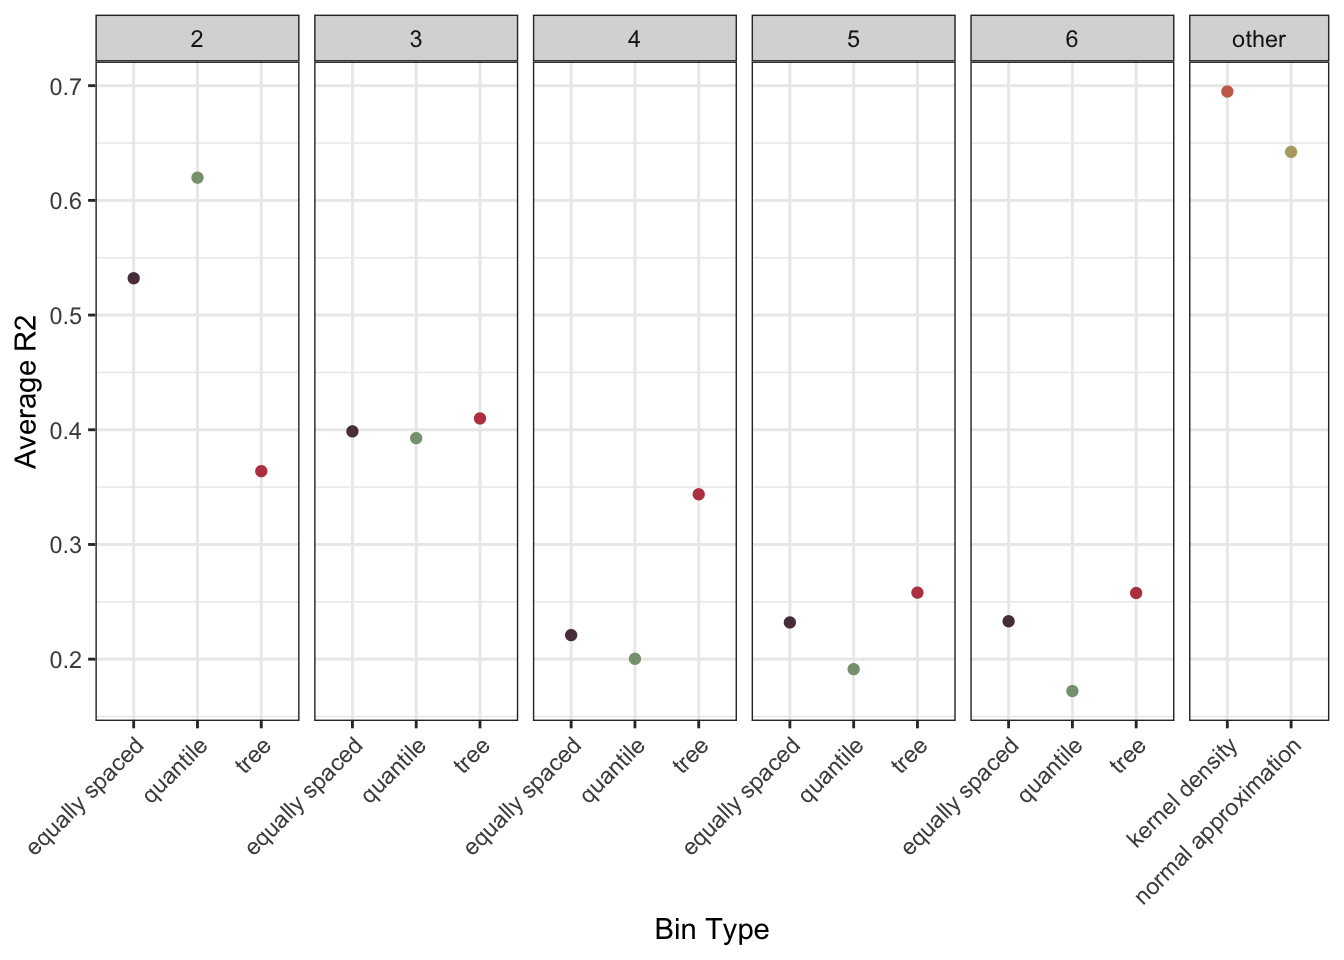 2 3 4 5 6 other
Average R2
0.7
0.6
0.5
0.4
0.3
0.2
equally spaced quantile tree equally spaced quantile tree equally spaced quantile tree equally spaced quantile tree equally spaced quantile tree kernel density normal approximation
Bin Type